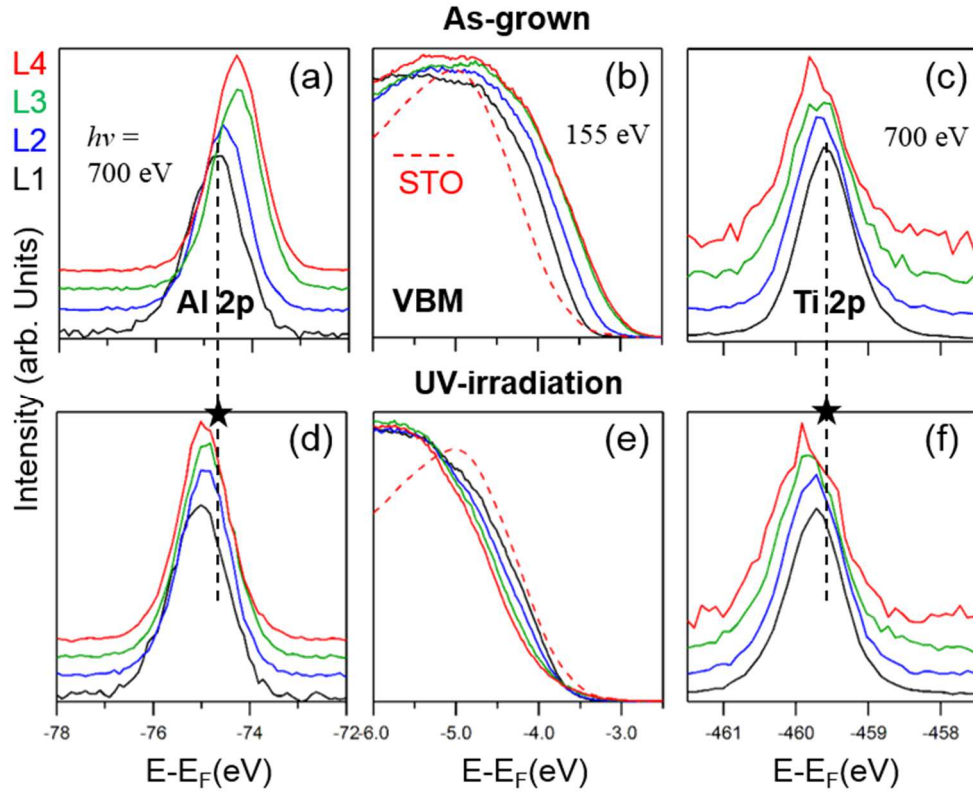 As-grown
L4
L3
L2
L1
Intensity (arb. Units)
(a)
hν =
700 eV
Al 2p
(b)
155 eV
STO
VBM
(c)
700 eV
Ti 2p
UV-irradiation
(d)
(e)
(f)
-78 -76 -74 -72
-6.0 -5.0 -4.0 -3.0
-461 -460 -459 -458
E-EF(eV) E-EF(eV) E-EF(eV)